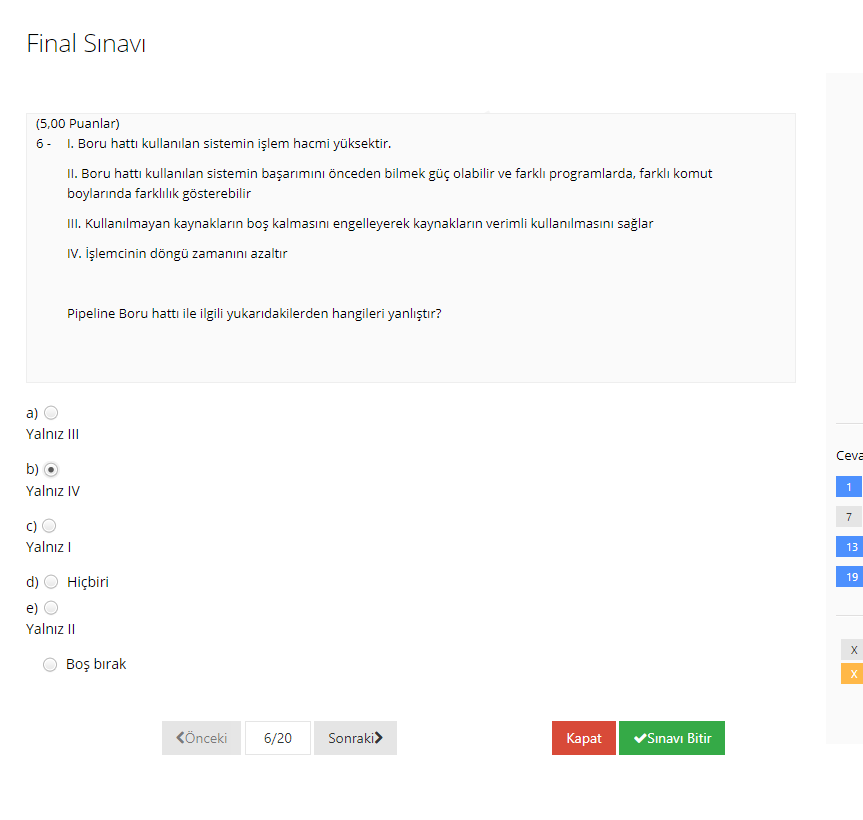 Final Sınavı
(5,00 Puanlar)
6 - I. Boru hattı kullanılan sistemin işlem hacmi yüksektir.
II. Boru hattı kullanılan sistemin başarımını önceden bilmek güç olabilir ve farklı programlarda, farklı komut
boylarında farklılık gösterebilir
III. Kullanılmayan kaynakların boş kalmasını engelleyerek kaynakların verimli kullanılmasını sağlar
IV. İşlemcinin döngü zamanını azaltır
Pipeline Boru hattı ile ilgili yukarıdakilerden hangileri yanlıştır?
a)
Yalnız III
b)
Yalnız IV
c)
Yalnız I
d) Hiçbiri
e)
Yalnız II
Boş bırak
Önceki 6/20 Sonraki Kapat Sınavı Bitir
Ceva
1
7
13
19
X
X